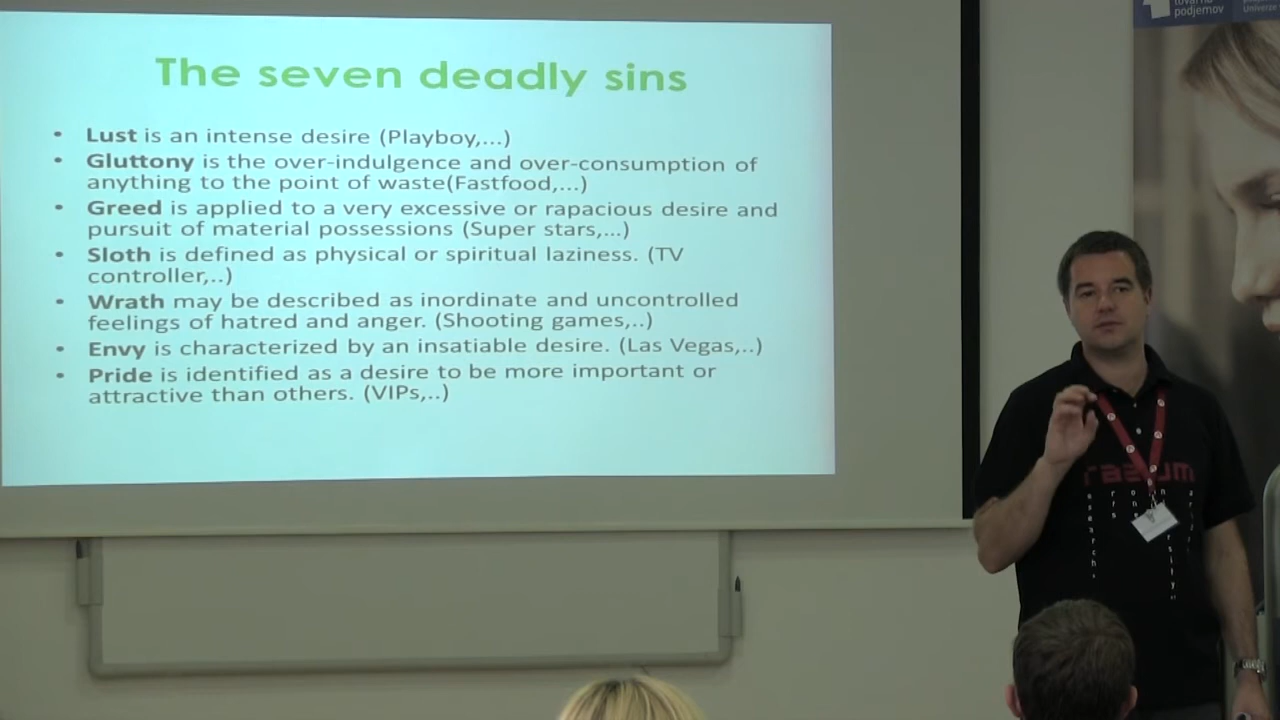 The seven deadly sins
• Lust is an intense desire (Playboy,...)
• Gluttony is the over-indulgence and over-consumption of
anything to the point of waste(Fastfood,...)
• Greed is applied to a very excessive or rapacious desire and
pursuit of material possessions (Super stars,...)
• Sloth is defined as physical or spiritual laziness. (TV
controller,..)
• Wrath may be described as inordinate and uncontrolled
feelings of hatred and anger. (Shooting games,..)
• Envy is characterized by an insatiable desire. (Las Vegas,..)
• Pride is identified as a desire to be more important or
attractive than others. (VIPs,..)
podjemov